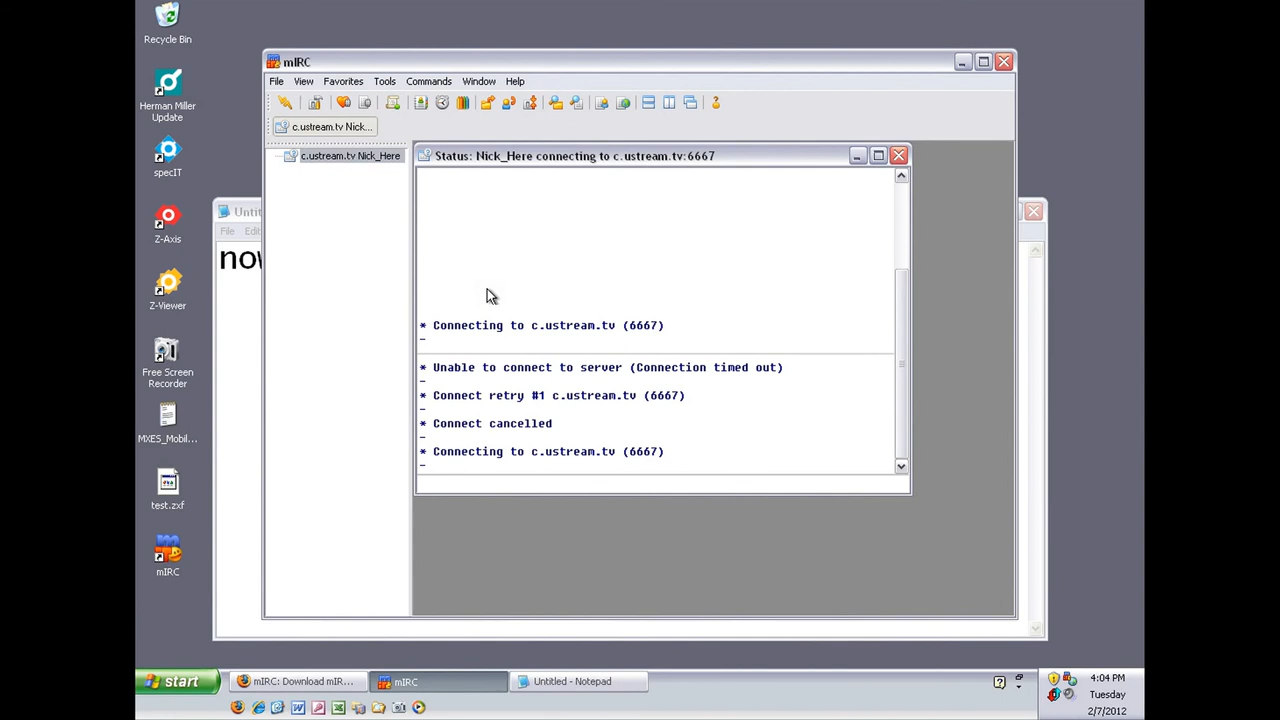 Recycle Bin
Herman Miller
Update
specIT
Z-Axis
Z-Viewer
Free Screen
Recorder
MXES_Mobil...
test.zxf
mIRC
mIRC
File View Favorites Tools Commands Window Help
c.ustream.tv Nick...
c.ustream.tv Nick_Here
Status: Nick_Here connecting to c.ustream.tv:6667
* Connecting to c.ustream.tv (6667)
-
* Unable to connect to server (Connection timed out)
-
* Connect retry #1 c.ustream.tv (6667)
-
* Connect cancelled
-
* Connecting to c.ustream.tv (6667)
-
File
start
mIRC: Download mIR...
mIRC
Untitled - Notepad
4:04 PM
Tuesday
2/7/2012